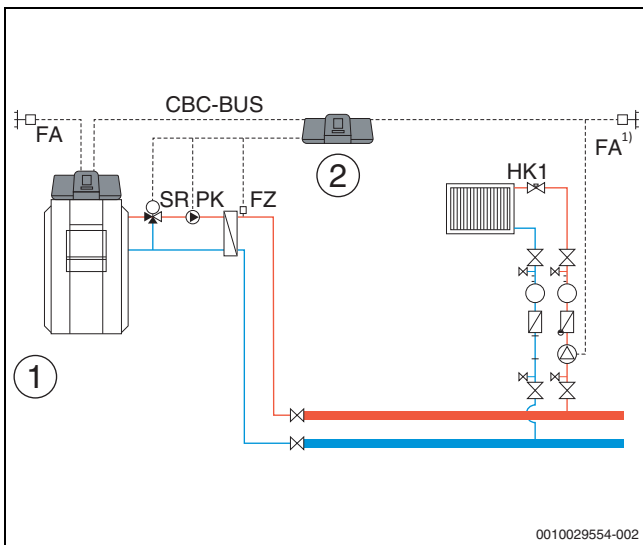 CBC-BUS
FA
FA1)
2
HK1
SR PK FZ
1
0010029554-002